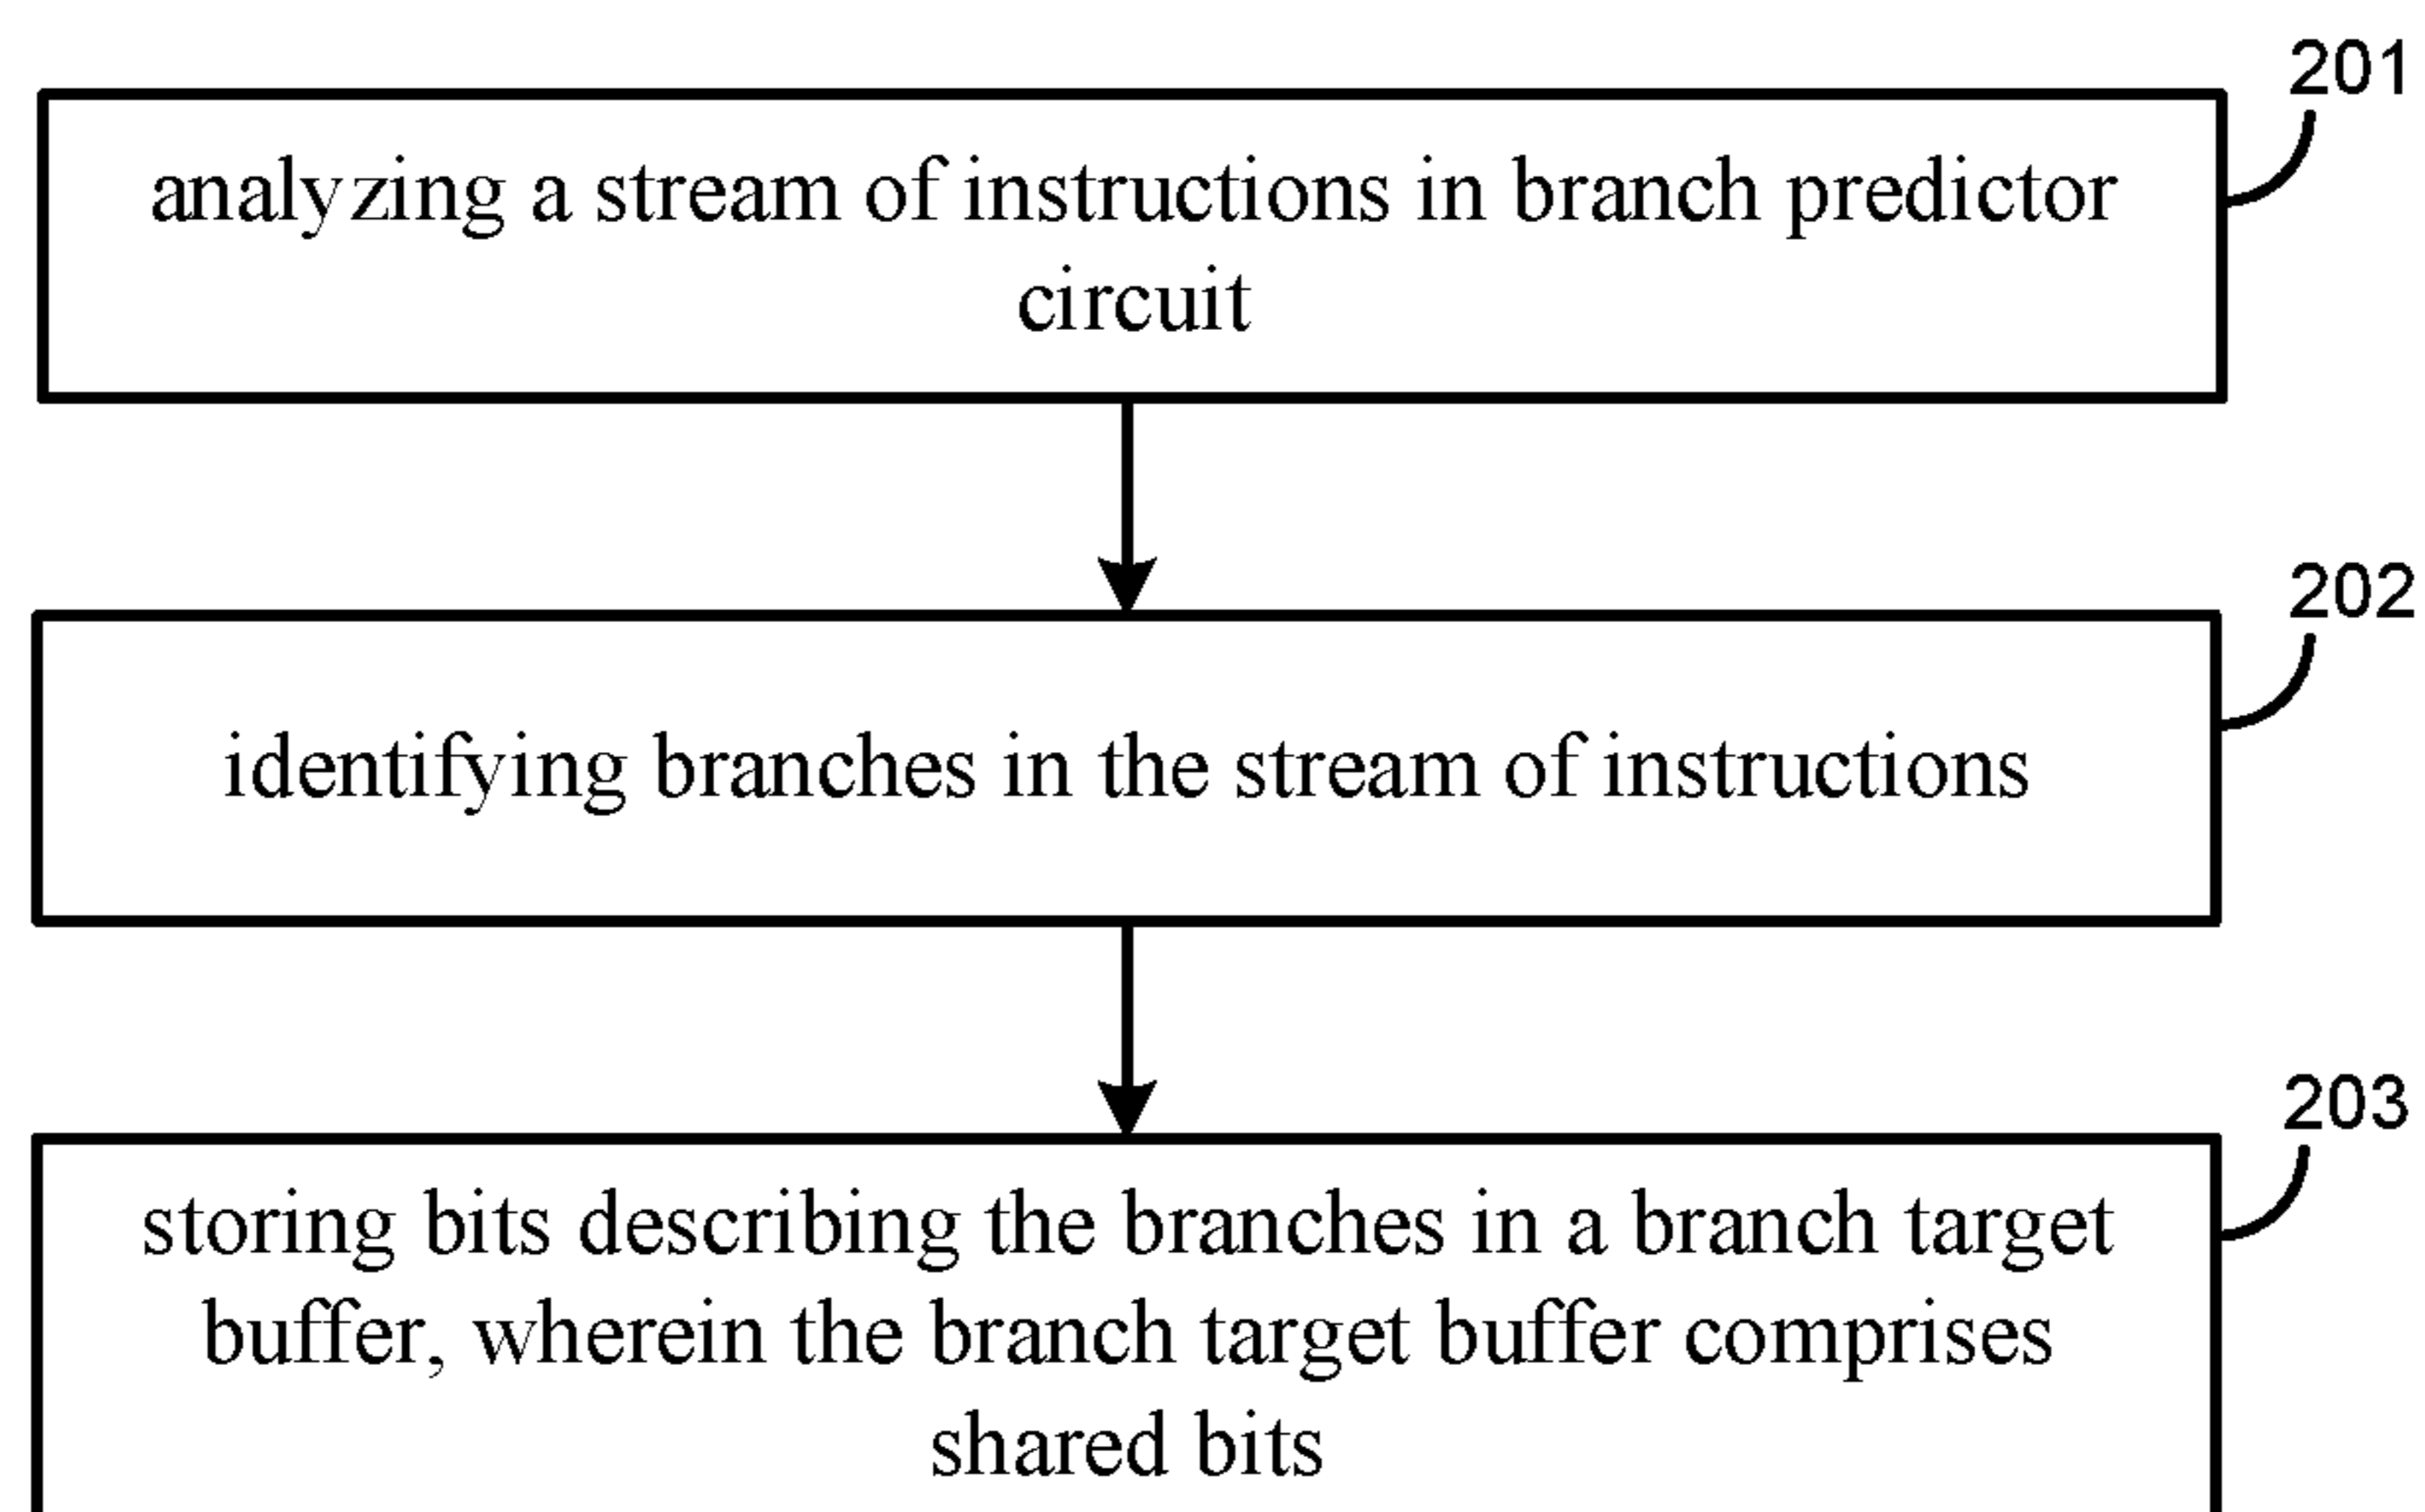 201
analyzing a stream of instructions in branch predictor
circuit
202
identifying branches in the stream of instructions
203
storing bits describing the branches in a branch target
buffer, wherein the branch target buffer comprises
shared bits